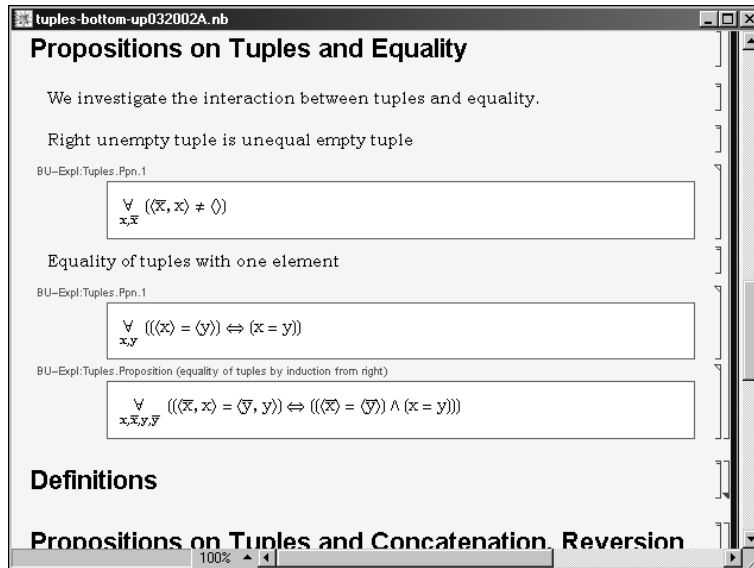 tuples-bottom-up032002A.nb
Propositions on Tuples and Equality
We investigate the interaction between tuples and equality.
Right unempty tuple is unequal empty tuple
BU–Expl:Tuples.Ppn.1
∀ (⟨x̅, x⟩ ≠ ⟨⟩)
x,x̅
Equality of tuples with one element
BU–Expl:Tuples.Ppn.1
∀ ((⟨x⟩ = ⟨y⟩) ⇔ (x = y))
x,y
BU–Expl:Tuples.Proposition (equality of tuples by induction from right)
∀ ((⟨x̅, x⟩ = ⟨y̅, y⟩) ⇔ ((⟨x̅⟩ = ⟨y̅⟩) ∧ (x = y)))
x,x̅,y,y̅
Definitions
Propositions on Tuples and Concatenation, Reversion
100%